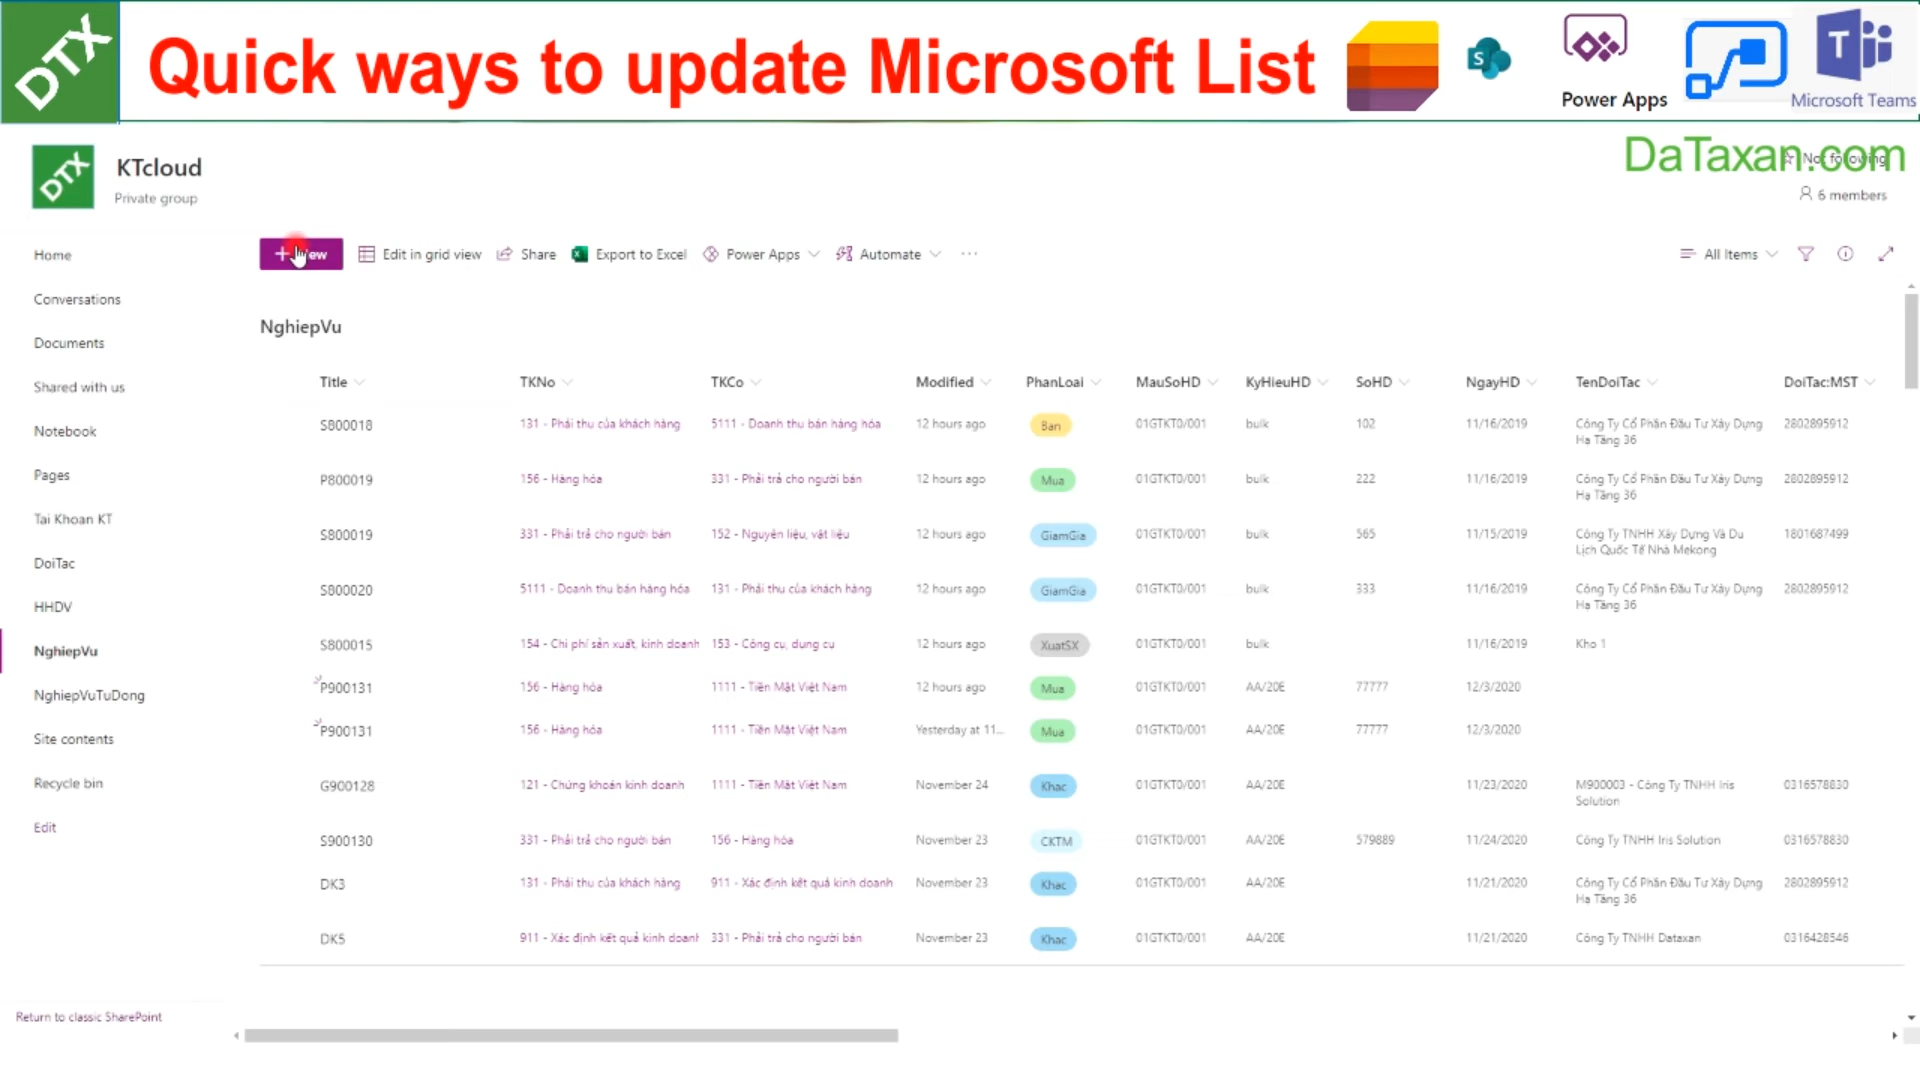 DTX
Quick ways to update Microsoft List
S
Power Apps
T
Microsoft Teams
DTX
KTcloud
Private group
DaTaxan.com
Not following
6 members
Home
Conversations
Documents
Shared with us
Notebook
Pages
Tai Khoan KT
DoiTac
HHDV
NghiepVu
NghiepVuTuDong
Site contents
Recycle bin
Edit
Return to classic SharePoint
Edit in grid view Share Export to Excel Power Apps Automate ... All Items
NghiepVu
Title TKNo TKCo Modified PhanLoai MauSoHD KyHieuHD SoHD NgayHD TenDoiTac DoiTac:MST
S800018 131 - Phải thu của khách hàng 5111 - Doanh thu bán hàng hóa 12 hours ago Ban 01GTKT0/001 bulk 102 11/16/2019 Công Ty Cổ Phần Đầu Tư Xây Dựng 2802895912
Hạ Tầng 36
P800019 156 - Hàng hóa 331 - Phải trả cho người bán 12 hours ago Mua 01GTKT0/001 bulk 222 11/16/2019 Công Ty Cổ Phần Đầu Tư Xây Dựng 2802895912
Hạ Tầng 36
S800019 331 - Phải trả cho người bán 152 - Nguyên liệu, vật liệu 12 hours ago GiamGia 01GTKT0/001 bulk 565 11/15/2019 Công Ty TNHH Xây Dựng Và Du 1801687499
Lịch Quốc Tế Nhà Mekong
S800020 5111 - Doanh thu bán hàng hóa 131 - Phải thu của khách hàng 12 hours ago GiamGia 01GTKT0/001 bulk 333 11/16/2019 Công Ty Cổ Phần Đầu Tư Xây Dựng 2802895912
Hạ Tầng 36
S800015 154 - Chi phí sản xuất, kinh doanh 153 - Công cụ, dụng cụ 12 hours ago XuatSX 01GTKT0/001 bulk 11/16/2019 Kho 1
P900131 156 - Hàng hóa 1111 - Tiền Mặt Việt Nam 12 hours ago Mua 01GTKT0/001 AA/20E 77777 12/3/2020
P900131 156 - Hàng hóa 1111 - Tiền Mặt Việt Nam Yesterday at 11... Mua 01GTKT0/001 AA/20E 77777 12/3/2020
G900128 121 - Chứng khoán kinh doanh 1111 - Tiền Mặt Việt Nam November 24 Khac 01GTKT0/001 AA/20E 11/23/2020 M900003 - Công Ty TNHH Iris 0316578830
Solution
S900130 331 - Phải trả cho người bán 156 - Hàng hóa November 23 CKTM 01GTKT0/001 AA/20E 579889 11/24/2020 Công Ty TNHH Iris Solution 0316578830
DK3 131 - Phải thu của khách hàng 911 - Xác định kết quả kinh doanh November 23 Khac 01GTKT0/001 AA/20E 11/21/2020 Công Ty Cổ Phần Đầu Tư Xây Dựng 2802895912
Hạ Tầng 36
DK5 911 - Xác định kết quả kinh doanh 331 - Phải trả cho người bán November 23 Khac 01GTKT0/001 AA/20E 11/21/2020 Công Ty TNHH Dataxan 0316428546